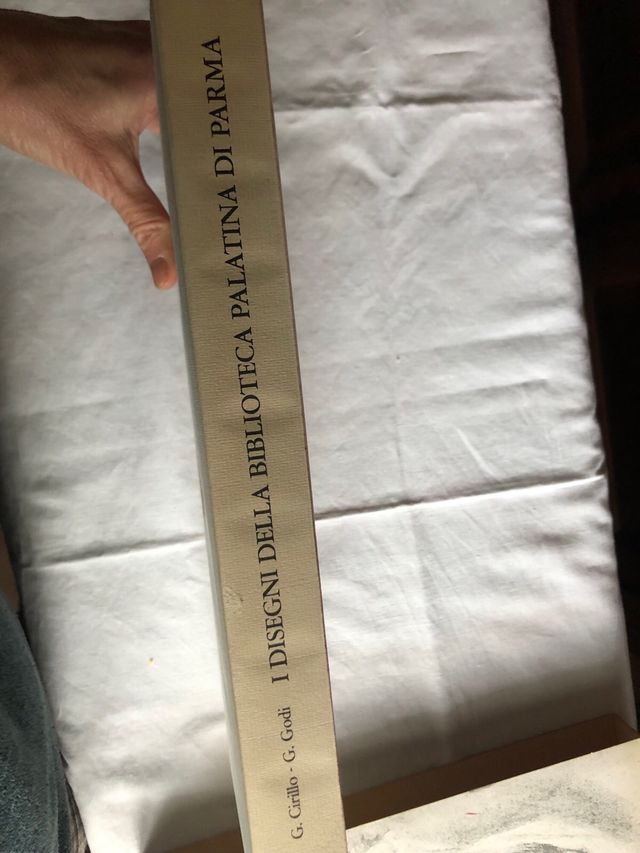 G. Cirillo - G. Godi I DISEGNI DELLA BIBLIOTECA PALATINA DI PARMA